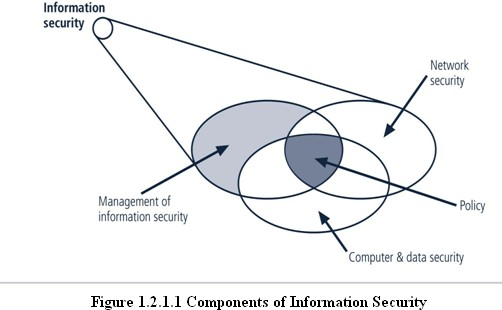 Information
security
Network
security
Management of
information security
Policy
Computer & data security
Figure 1.2.1.1 Components of Information Security